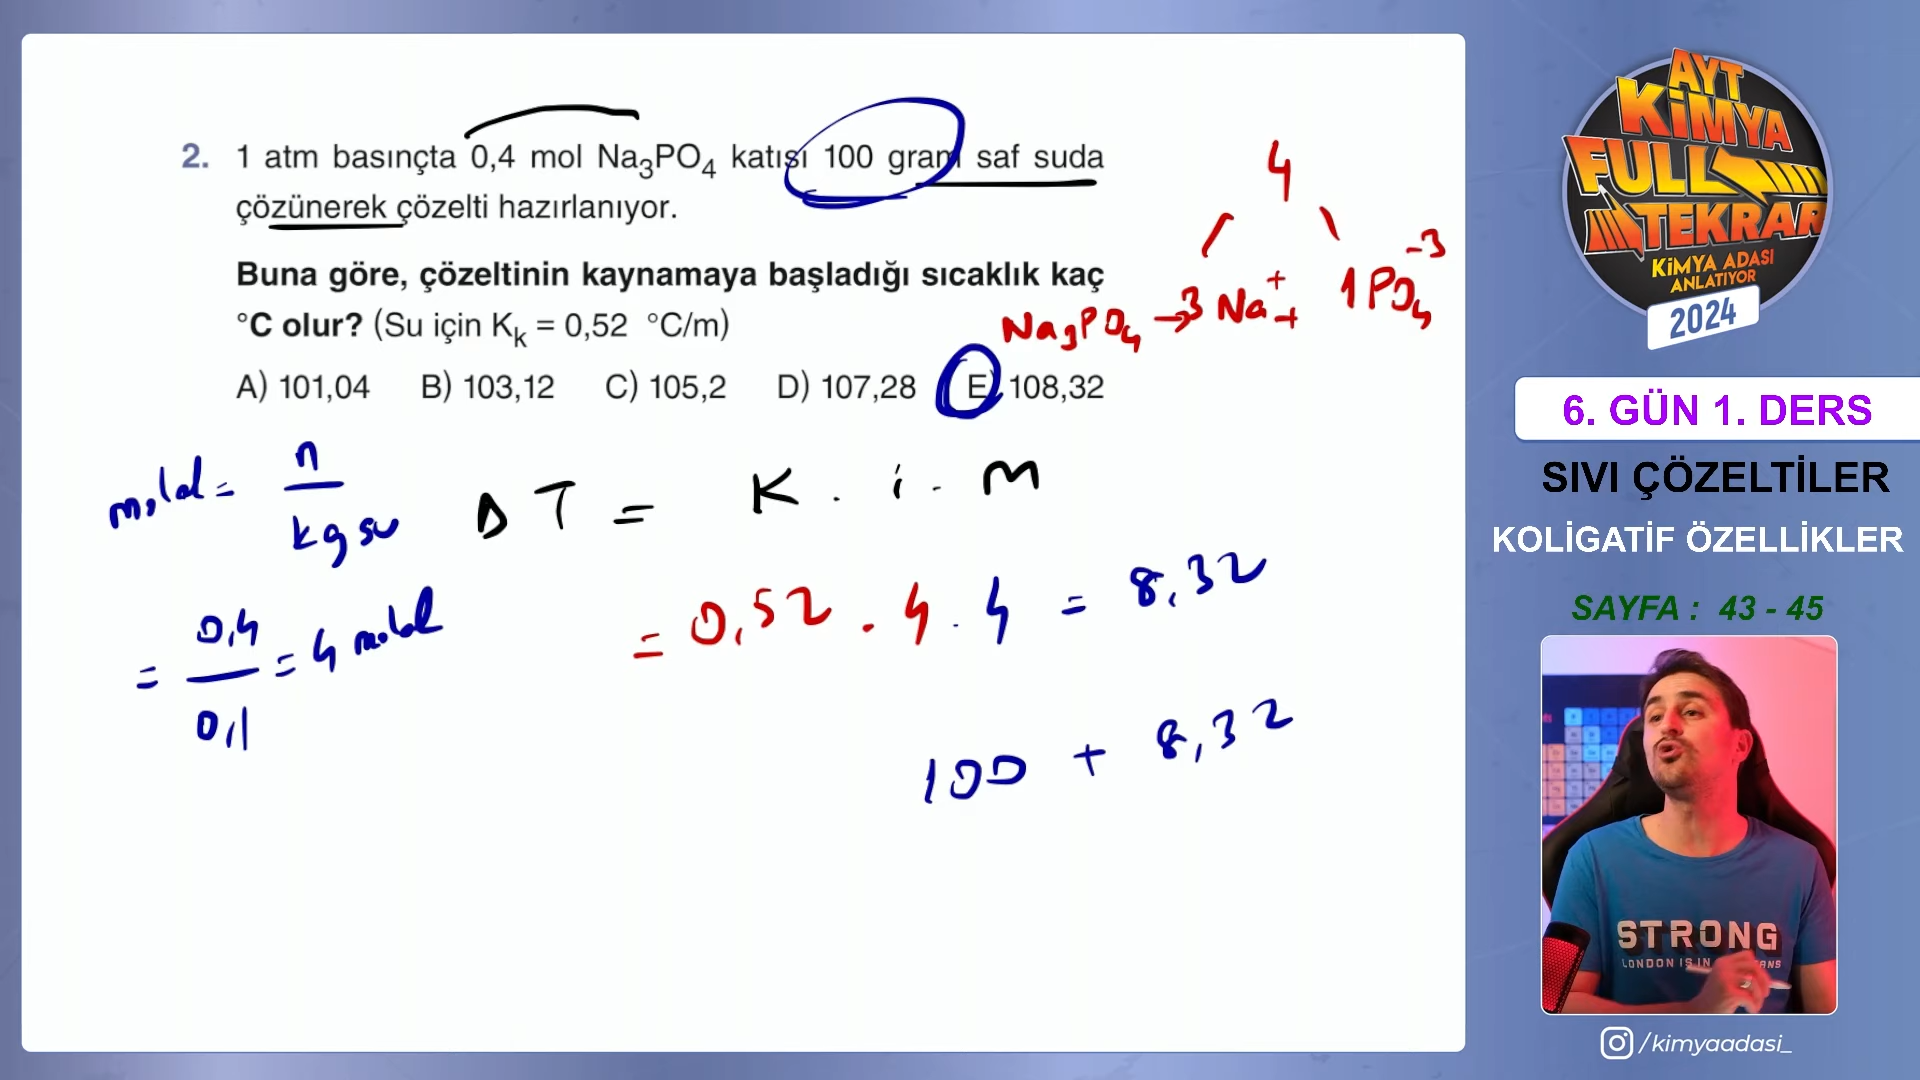 2. 1 atm basınçta 0,4 mol Na₃PO₄ katısı 100 gram saf suda
çözünerek çözelti hazırlanıyor.
Buna göre, çözeltinin kaynamaya başladığı sıcaklık kaç
°C olur? (Su için Kₖ = 0,52 °C/m)
A) 101,04 B) 103,12 C) 105,2 D) 107,28 E) 108,32
4
Na₃PO₄ → 3 Na⁺ + 1 PO₄⁻³
molal = n / kg su
= 0,4 / 0,1 = 4 molal
ΔT = K . i . m
= 0,52 . 4 . 4 = 8,32
100 + 8,32
AYT
KİMYA
FULL
TEKRAR
KİMYA ADASI
ANLATIYOR
2024
6. GÜN 1. DERS
SIVI ÇÖZELTİLER
KOLİGATİF ÖZELLİKLER
SAYFA : 43 - 45
STRONG
LONDON IS IN
/kimyaadasi_